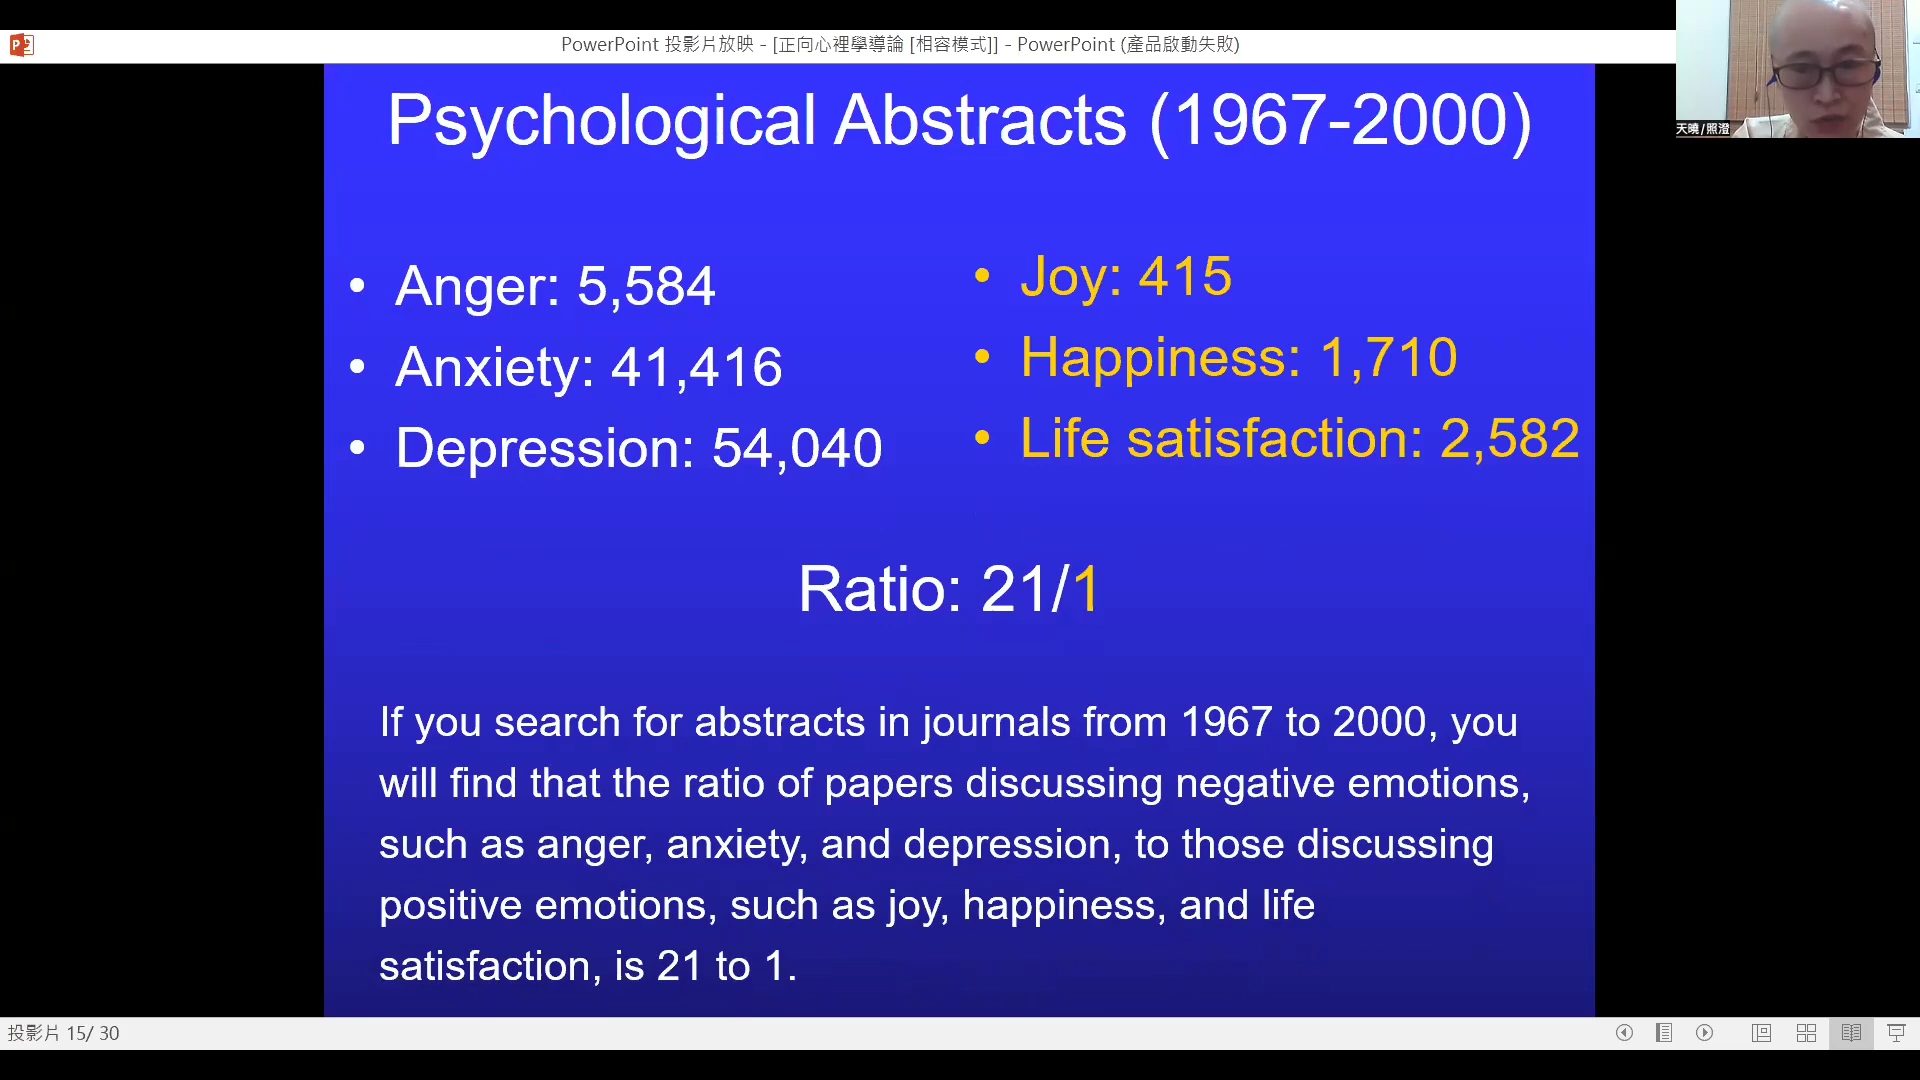 PowerPoint 投影片放映 - [正向心裡學導論 [相容模式]] - PowerPoint (產品啟動失敗)
天曉/照澄
Psychological Abstracts (1967-2000)
• Anger: 5,584
• Anxiety: 41,416
• Depression: 54,040
• Joy: 415
• Happiness: 1,710
• Life satisfaction: 2,582
Ratio: 21/1
If you search for abstracts in journals from 1967 to 2000, you
will find that the ratio of papers discussing negative emotions,
such as anger, anxiety, and depression, to those discussing
positive emotions, such as joy, happiness, and life
satisfaction, is 21 to 1.
投影片 15/ 30